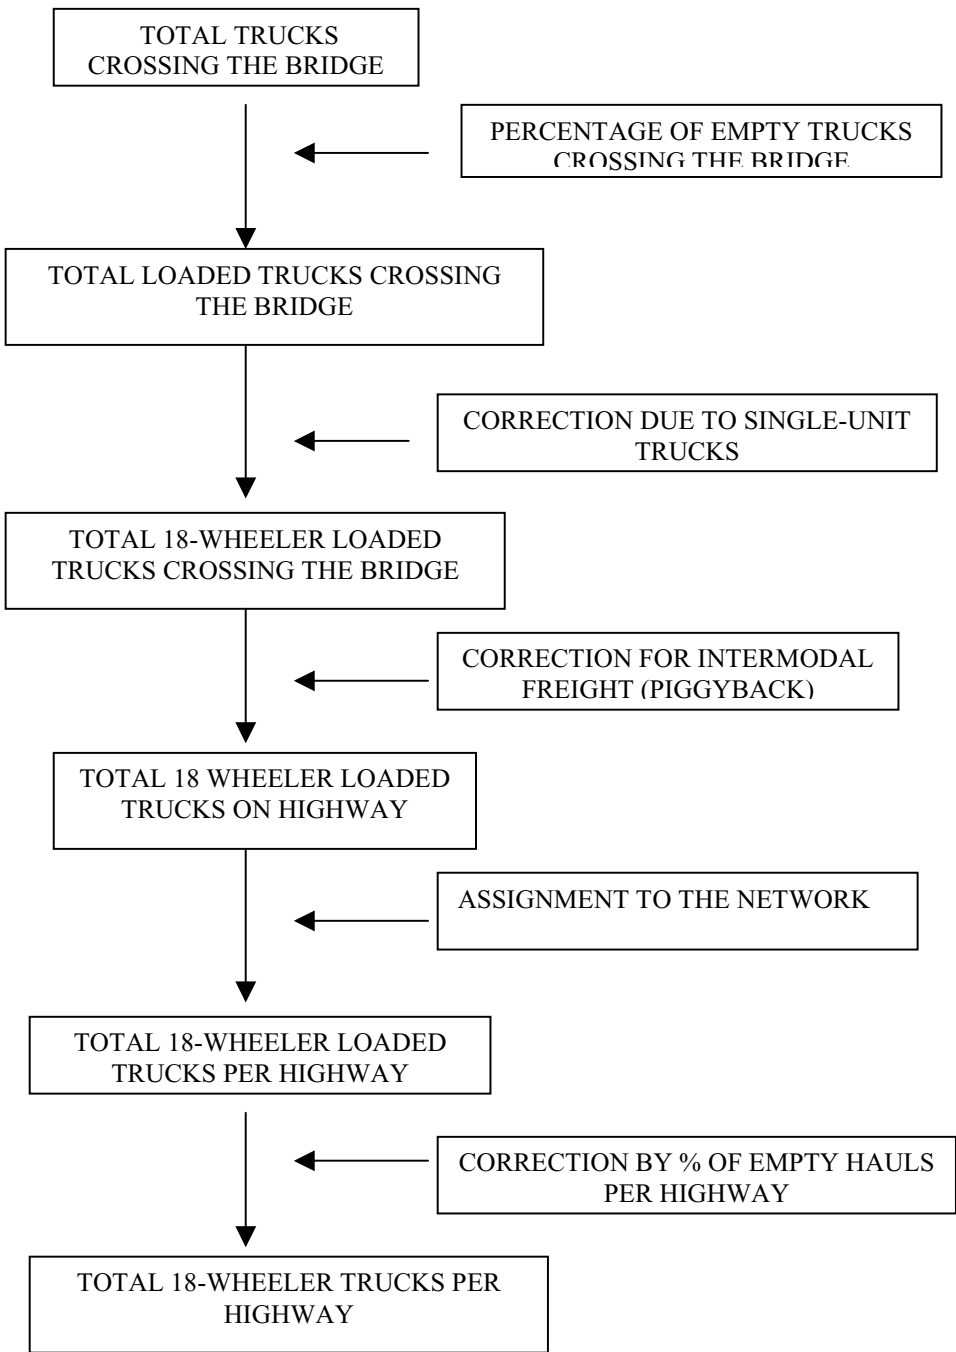 TOTAL TRUCKS
CROSSING THE BRIDGE
PERCENTAGE OF EMPTY TRUCKS
CROSSING THE BRIDGE
TOTAL LOADED TRUCKS CROSSING
THE BRIDGE
CORRECTION DUE TO SINGLE-UNIT
TRUCKS
TOTAL 18-WHEELER LOADED
TRUCKS CROSSING THE BRIDGE
CORRECTION FOR INTERMODAL
FREIGHT (PIGGYBACK)
TOTAL 18 WHEELER LOADED
TRUCKS ON HIGHWAY
ASSIGNMENT TO THE NETWORK
TOTAL 18-WHEELER LOADED
TRUCKS PER HIGHWAY
CORRECTION BY % OF EMPTY HAULS
PER HIGHWAY
TOTAL 18-WHEELER TRUCKS PER
HIGHWAY